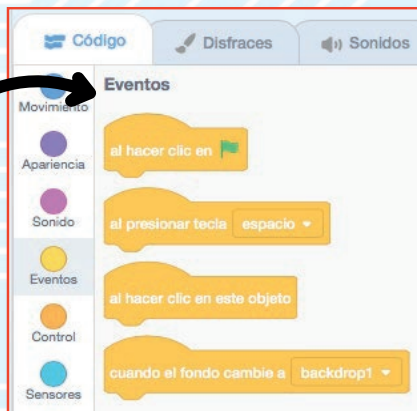 Código Disfraces Sonidos
Movimiento
Eventos
al hacer clic en
Apariencia
al presionar tecla espacio
Sonido
Eventos
al hacer clic en este objeto
Control
cuando el fondo cambie a backdrop1
Sensores